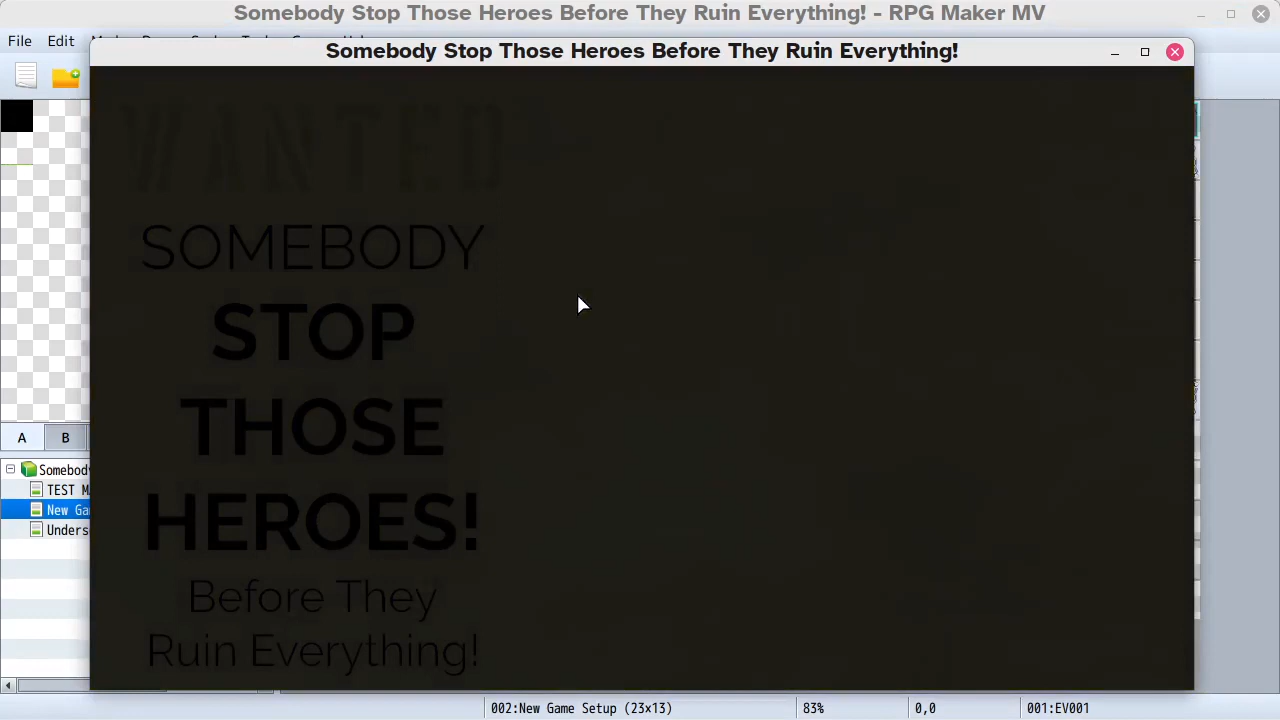 Somebody Stop Those Heroes Before They Ruin Everything! - RPG Maker MV
File Edit
Somebody Stop Those Heroes Before They Ruin Everything!
WANTED
SOMEBODY
STOP
THOSE
HEROES!
Before They
Ruin Everything!
A B
Somebody
TEST
New
Unders
002:New Game Setup (23x13) 83% 0,0 001:EV001